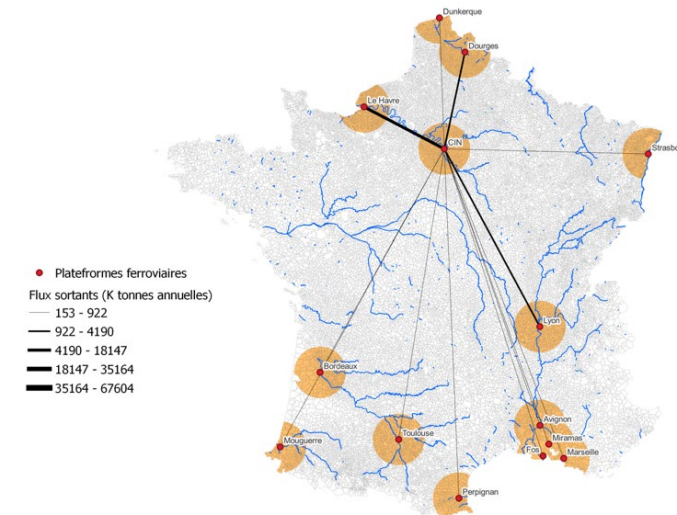 Dunkerque
Dourges
Le Havre
CIN
Strasbo
Plateformes ferroviaires
Flux sortants (K tonnes annuelles)
153 - 922
922 - 4190
4190 - 18147
18147 - 35164
35164 - 67604
Lyon
Bordeaux
Avignon
Toulouse
Miramas
Mouguerre
Fos
Marseille
Perpignan